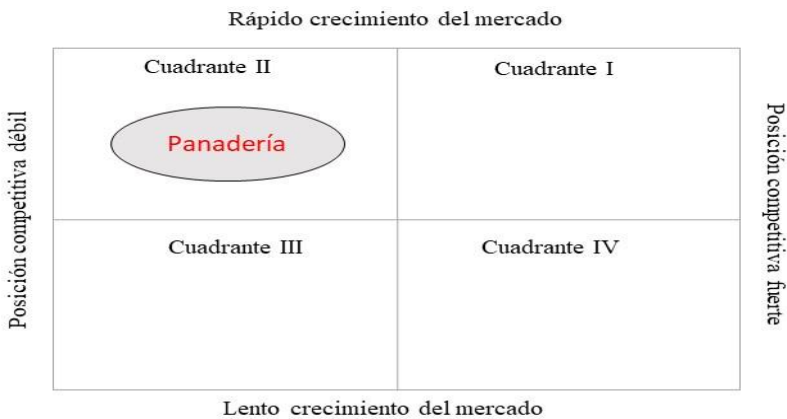 Rápido crecimiento del mercado
Cuadrante II
Cuadrante I
Panadería
Posición competitiva débil
Posición competitiva fuerte
Cuadrante III
Cuadrante IV
Lento crecimiento del mercado